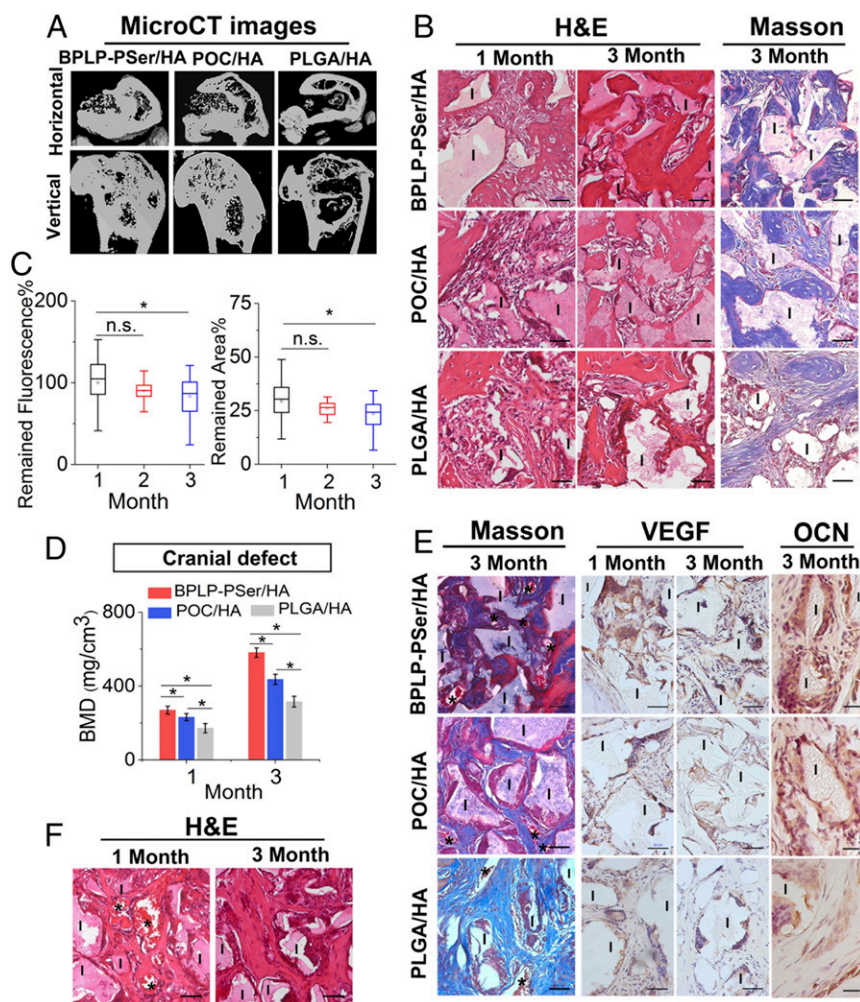 A
MicroCT images
BPLP-PSer/HA POC/HA PLGA/HA
Horizontal
Vertical
B
H&E Masson
1 Month 3 Month 3 Month
BPLP-PSer/HA
I I I
I I I I
POC/HA
I I I
I I I
PLGA/HA
I I I
I I I
C
Remained Fluorescence%
200
100
0
n.s.
*
1 2 3
Month
Remained Area%
75
50
25
0
n.s.
*
1 2 3
Month
D
Cranial defect
BPLP-PSer/HA
POC/HA PLGA/HA
BMD (mg/cm3)
800
400
0
* * * * * *
1 3
Month
E
Masson VEGF OCN
3 Month 1 Month 3 Month 3 Month
BPLP-PSer/HA
POC/HA
PLGA/HA
F
H&E
1 Month 3 Month
I I I I
* * *
I I I